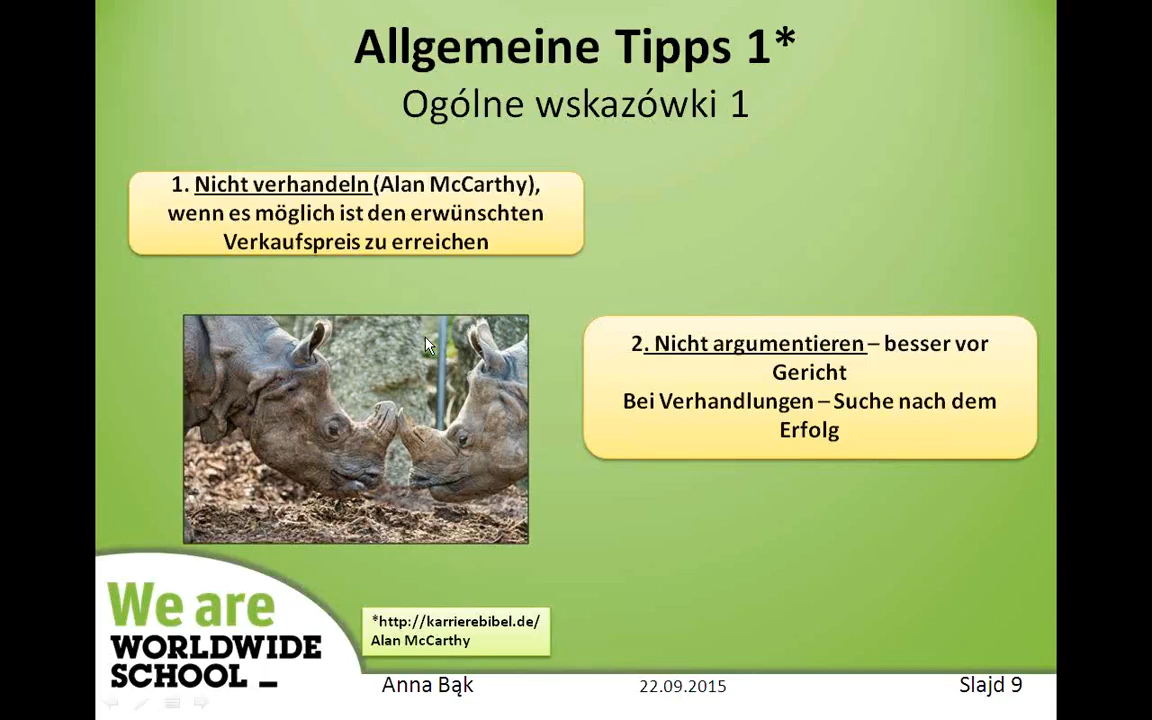 Allgemeine Tipps 1*
Ogólne wskazówki 1
1. Nicht verhandeln (Alan McCarthy),
wenn es möglich ist den erwünschten
Verkaufspreis zu erreichen
2. Nicht argumentieren – besser vor
Gericht
Bei Verhandlungen – Suche nach dem
Erfolg
*http://karrierebibel.de/
Alan McCarthy
We are
WORLDWIDE
SCHOOL _
Anna Bąk
22.09.2015
Slajd 9